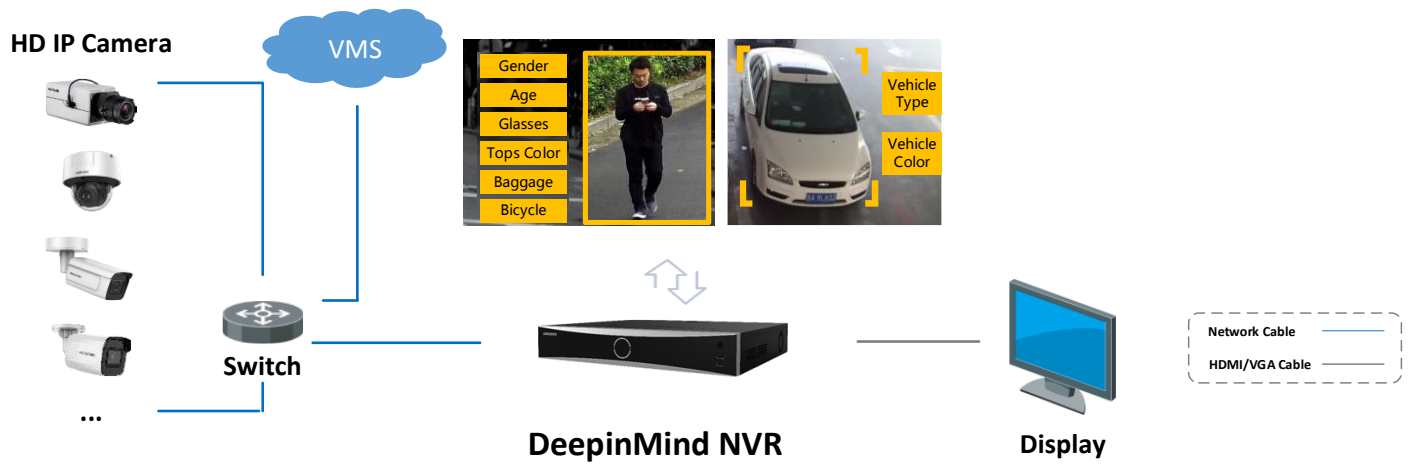 HD IP Camera
VMS
Gender
Age
Glasses
Tops Color
Baggage
Bicycle
Vehicle
Type
Vehicle
Color
Switch
...
DeepinMind NVR
Display
Network Cable
HDMI/VGA Cable